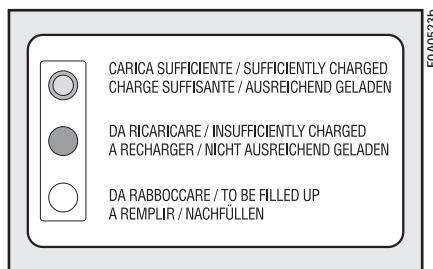 CARICA SUFFICIENTE / SUFFICIENTLY CHARGED
CHARGE SUFFISANTE / AUSREICHEND GELADEN
DA RICARICARE / INSUFFICIENTLY CHARGED
A RECHARGER / NICHT AUSREICHEND GELADEN
DA RABBOCCARE / TO BE FILLED UP
A REMPLIR / NACHFÜLLEN
F0A0523b